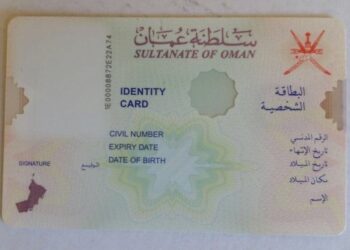 سلطنة عمان
SULTANATE OF OMAN
IDENTITY CARD
البطاقة الشخصية
CIVIL NUMBER
الرقم المدني
EXPIRY DATE
تاريخ الإنتهاء
DATE OF BIRTH
تاريخ الميلاد
مكان الميلاد
الإسم
SIGNATURE
التوقيع